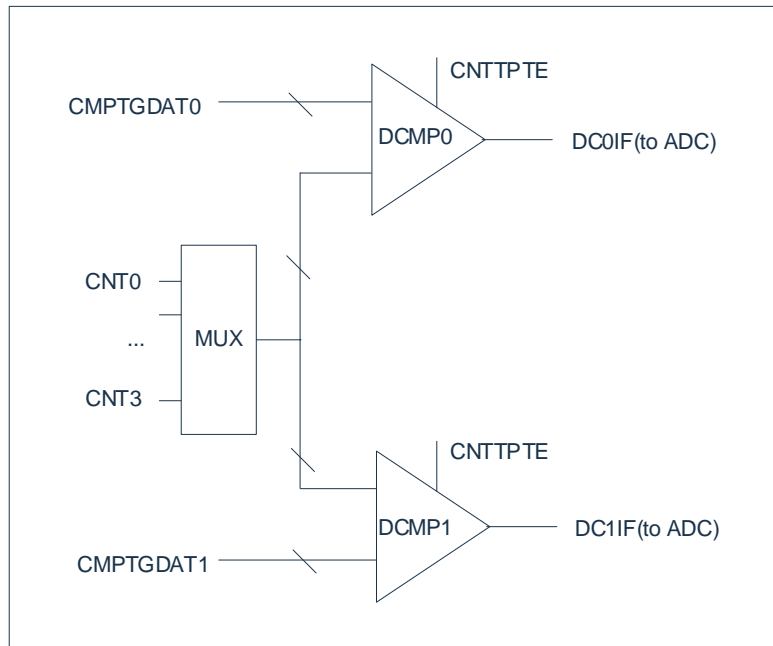 CNTTPTE
CMPTGDAT0
DCMP0
DC0IF(to ADC)
CNT0
...
MUX
CNT3
CNTTPTE
DCMP1
DC1IF(to ADC)
CMPTGDAT1